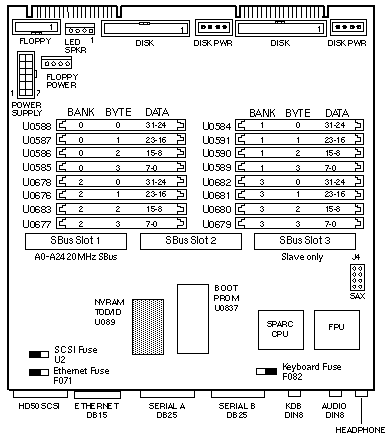 1
1
1
FLOPPY
LED
SPKR
DISK
DISK PWR
DISK
DISK PWR
FLOPPY
POWER
1
7
POWER
SUPPLY
BANK BYTE DATA
BANK BYTE DATA
U0588 0 0 31-24
U0584 1 0 31-24
U0587 0 1 23-16
U0591 1 1 23-16
U0586 0 2 15-8
U0590 1 2 15-8
U0585 0 3 7-0
U0589 1 3 7-0
U0678 2 0 31-24
U0682 3 0 31-24
U0676 2 1 23-16
U0681 3 1 23-16
U0683 2 2 15-8
U0680 3 2 15-8
U0677 2 3 7-0
U0679 3 3 7-0
SBus Slot 1
SBus Slot 2
SBus Slot 3
A0-A24 20 MHz SBus
Slave only
J4
SAX
NVRAM
TOD/ID
U089
BOOT
PROM
U0837
SPARC
CPU
FPU
SCSI Fuse
U2
Ethernet Fuse
F071
Keyboard Fuse
F082
HD50 SCSI
ETHERNET
DB15
SERIAL A
DB25
SERIAL B
DB25
KDB
DIN8
AUDIO
DIN8
HEADPHONE